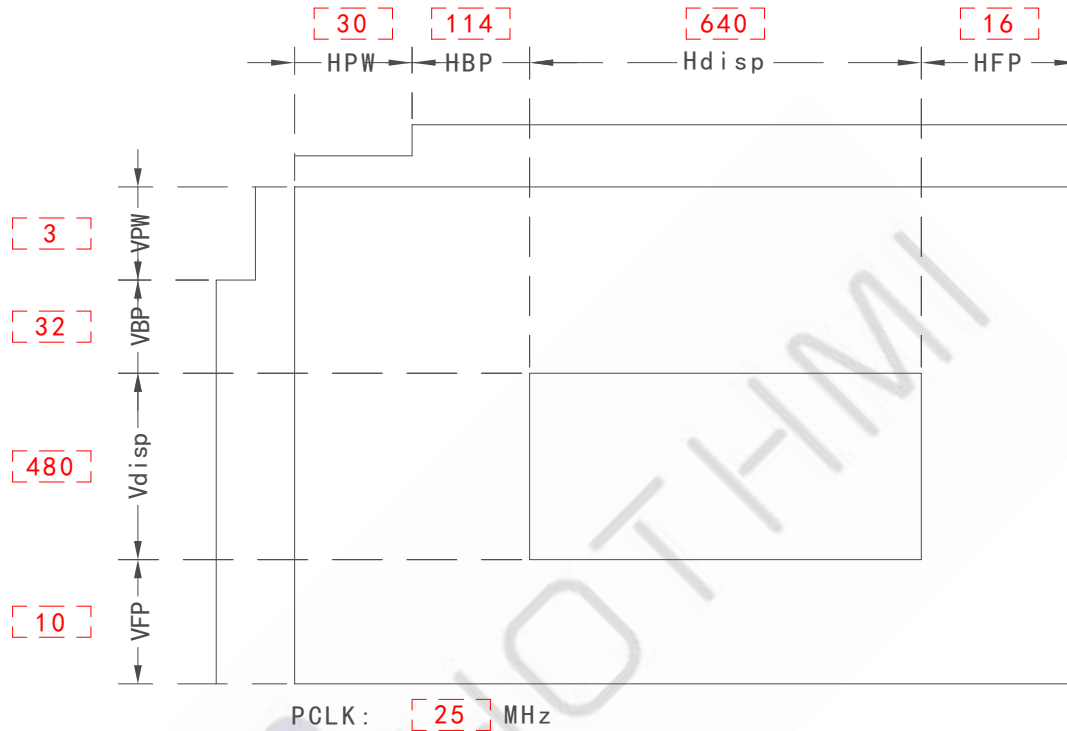 30 114 640 16
HPW HBP Hdisp HFP
3 VPW
32 VBP
480 Vdisp
10 VFP
PCLK: 25 MHz
OTHMI